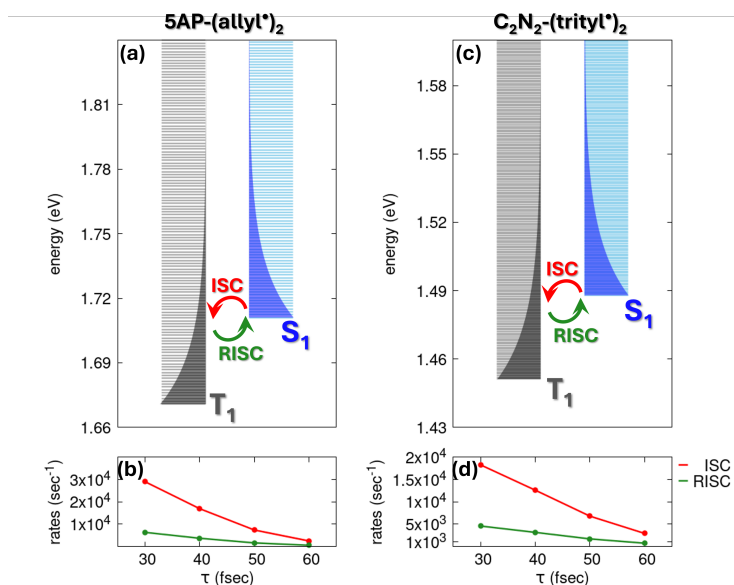 5AP-(allyl•)₂
C₂N₂-(trityl•)₂
(a)
energy (eV)
1.81
1.78
1.75
1.72
1.69
1.66
ISC
RISC
S₁
T₁
(c)
energy (eV)
1.58
1.55
1.52
1.49
1.46
1.43
ISC
RISC
S₁
T₁
(b)
rates (sec⁻¹)
3x10⁴
2x10⁴
1x10⁴
30 40 50 60
τ (fsec)
(d)
rates (sec⁻¹)
2x10⁴
1.5x10⁴
1x10⁴
5x10³
1x10³
30 40 50 60
τ (fsec)
ISC
RISC